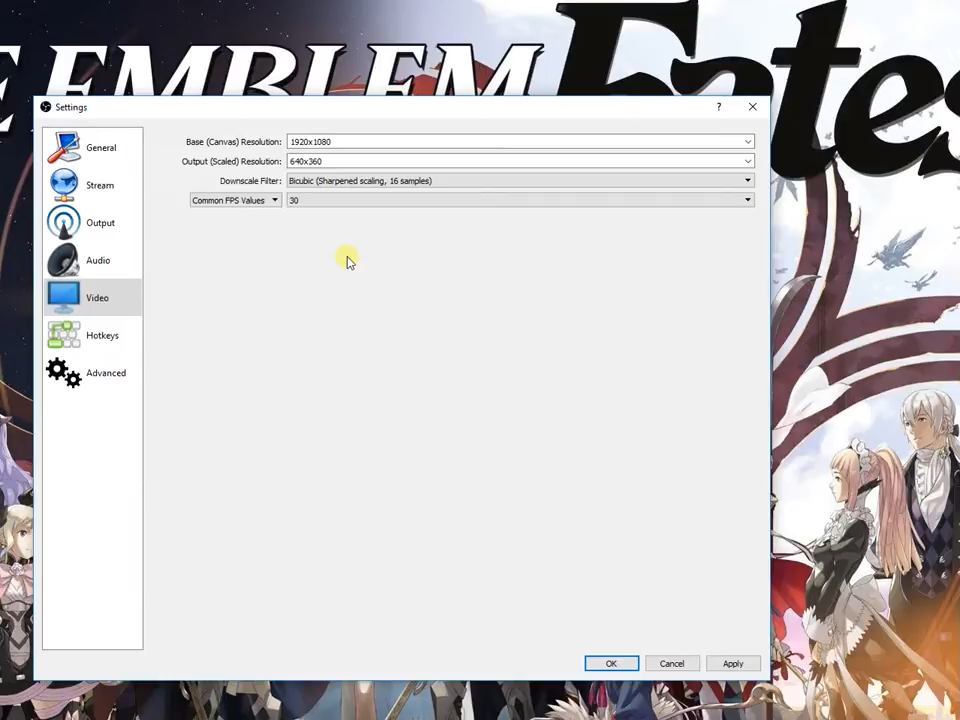 E EMBLEM Fates
Settings
?
General
Stream
Output
Audio
Video
Hotkeys
Advanced
Base (Canvas) Resolution: 1920x1080
Output (Scaled) Resolution: 640x360
Downscale Filter: Bicubic (Sharpened scaling, 16 samples)
Common FPS Values 30
OK Cancel Apply